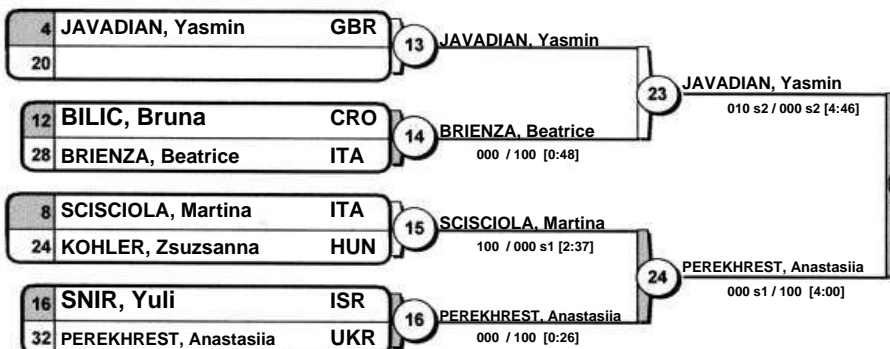 4 JAVADIAN, Yasmin GBR
20
13 JAVADIAN, Yasmin
12 BILIC, Bruna CRO
28 BRIENZA, Beatrice ITA
14 BRIENZA, Beatrice
000 / 100 [0:48]
23 JAVADIAN, Yasmin
010 s2 / 000 s2 [4:46]
8 SCISCIOLA, Martina ITA
24 KOHLER, Zsuzsanna HUN
15 SCISCIOLA, Martina
100 / 000 s1 [2:37]
16 SNIR, Yuli ISR
32 PEREKHREST, Anastasiia UKR
16 PEREKHREST, Anastasiia
000 / 100 [0:26]
24 PEREKHREST, Anastasiia
000 s1 / 100 [4:00]